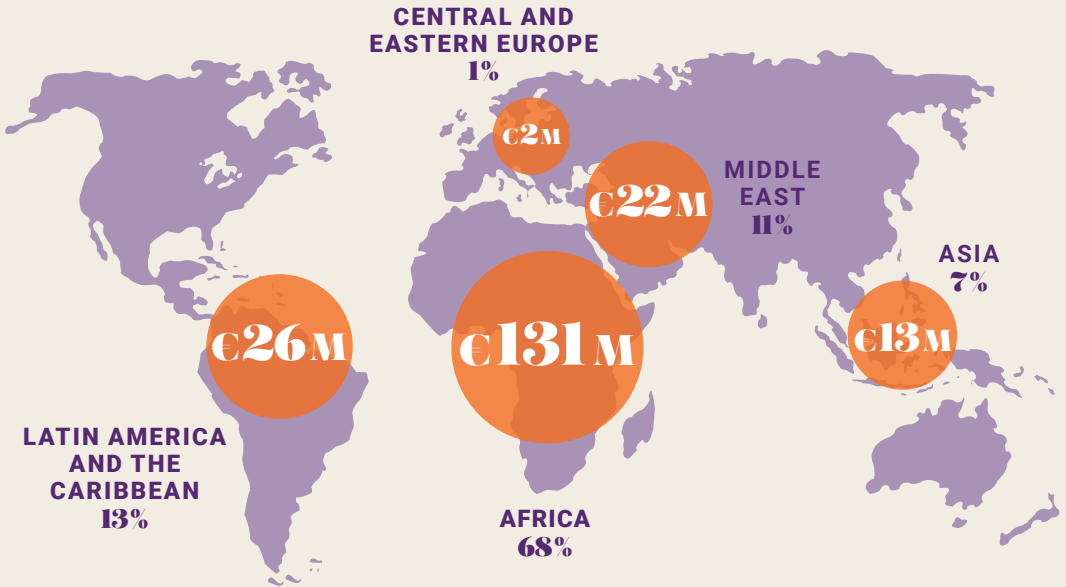 CENTRAL AND
EASTERN EUROPE
1%
€2M
€22M
MIDDLE
EAST
11%
ASIA
7%
€26M
€131M
€13M
LATIN AMERICA
AND THE
CARIBBEAN
13%
AFRICA
68%